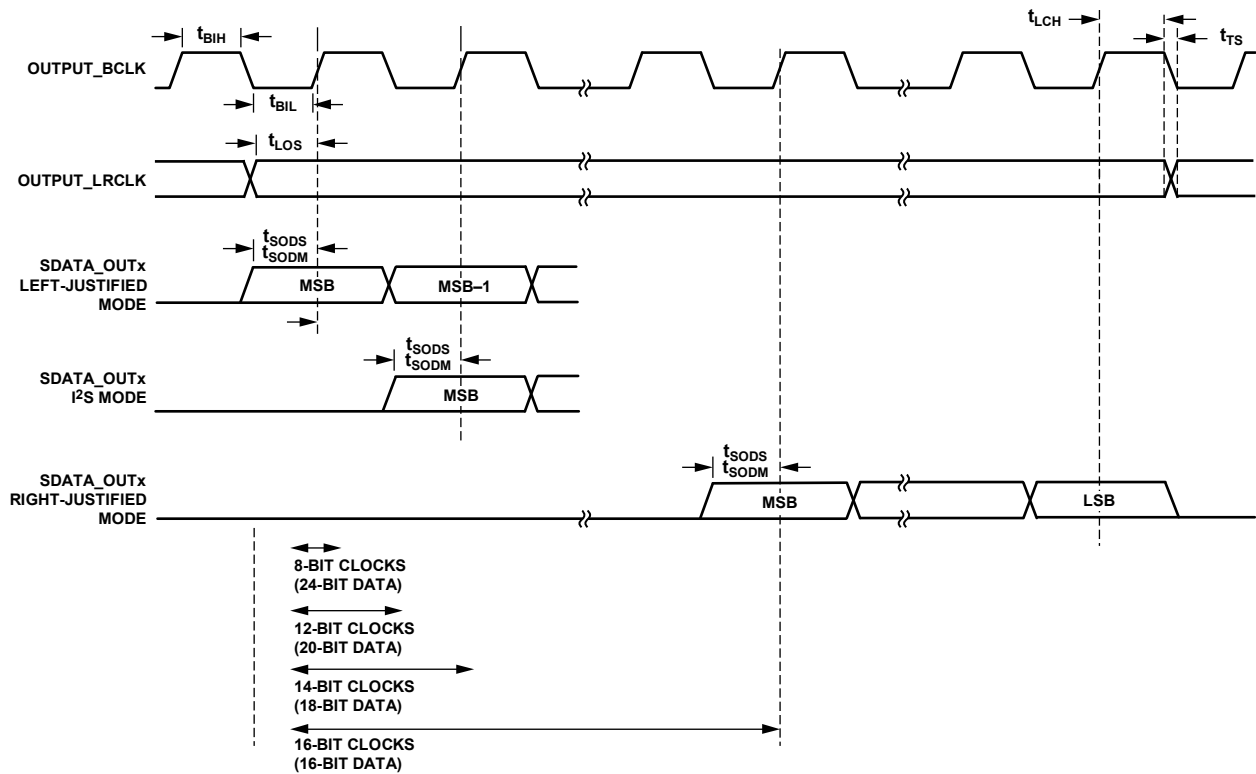 tBIH
tLCH
tTS
OUTPUT_BCLK
tBIL
tLOS
OUTPUT_LRCLK
tSODS
tSODM
SDATA_OUTx
LEFT-JUSTIFIED
MODE
MSB
MSB–1
tSODS
tSODM
SDATA_OUTx
I2S MODE
MSB
tSODS
tSODM
SDATA_OUTx
RIGHT-JUSTIFIED
MODE
MSB
LSB
8-BIT CLOCKS
(24-BIT DATA)
12-BIT CLOCKS
(20-BIT DATA)
14-BIT CLOCKS
(18-BIT DATA)
16-BIT CLOCKS
(16-BIT DATA)